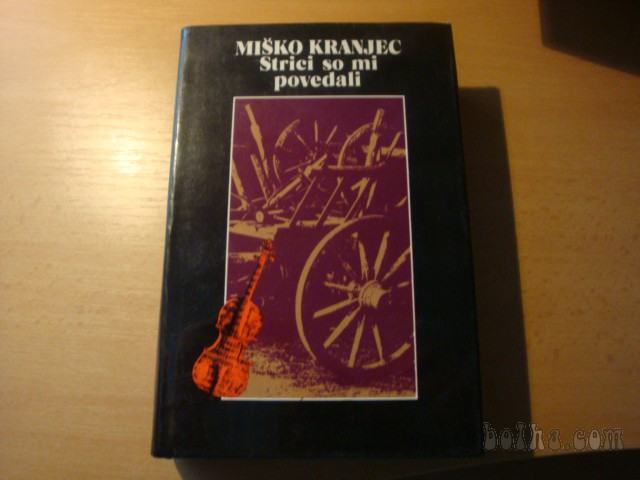 MIŠKO KRANJEC
Strici so mi
povedali
bolha.com